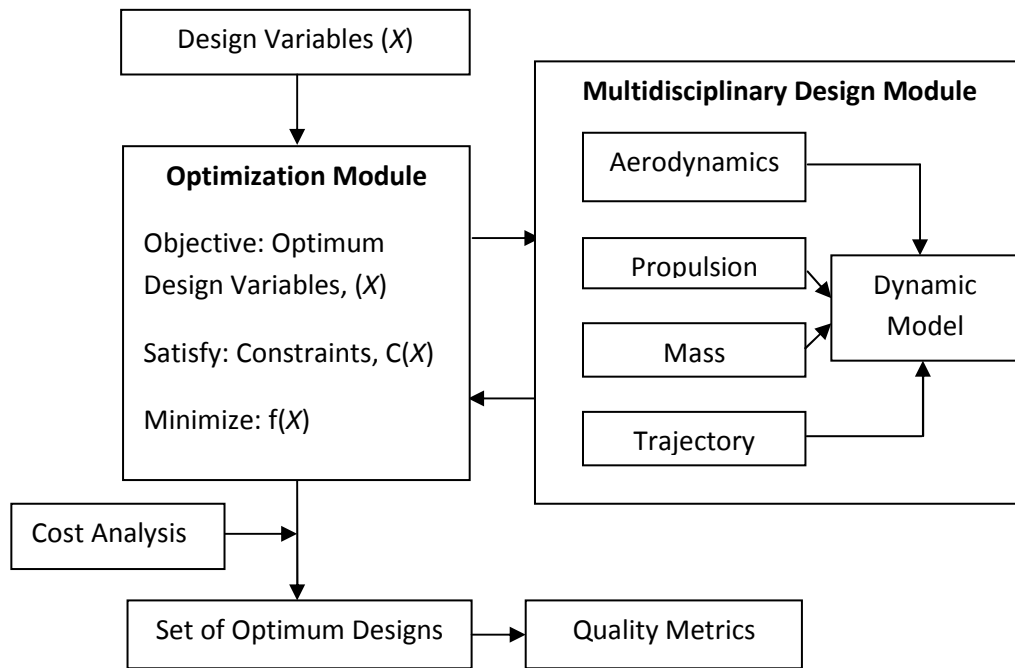 Design Variables (X)
Optimization Module
Objective: Optimum
Design Variables, (X)
Satisfy: Constraints, C(X)
Minimize: f(X)
Multidisciplinary Design Module
Aerodynamics
Propulsion
Mass
Trajectory
Dynamic
Model
Cost Analysis
Set of Optimum Designs
Quality Metrics